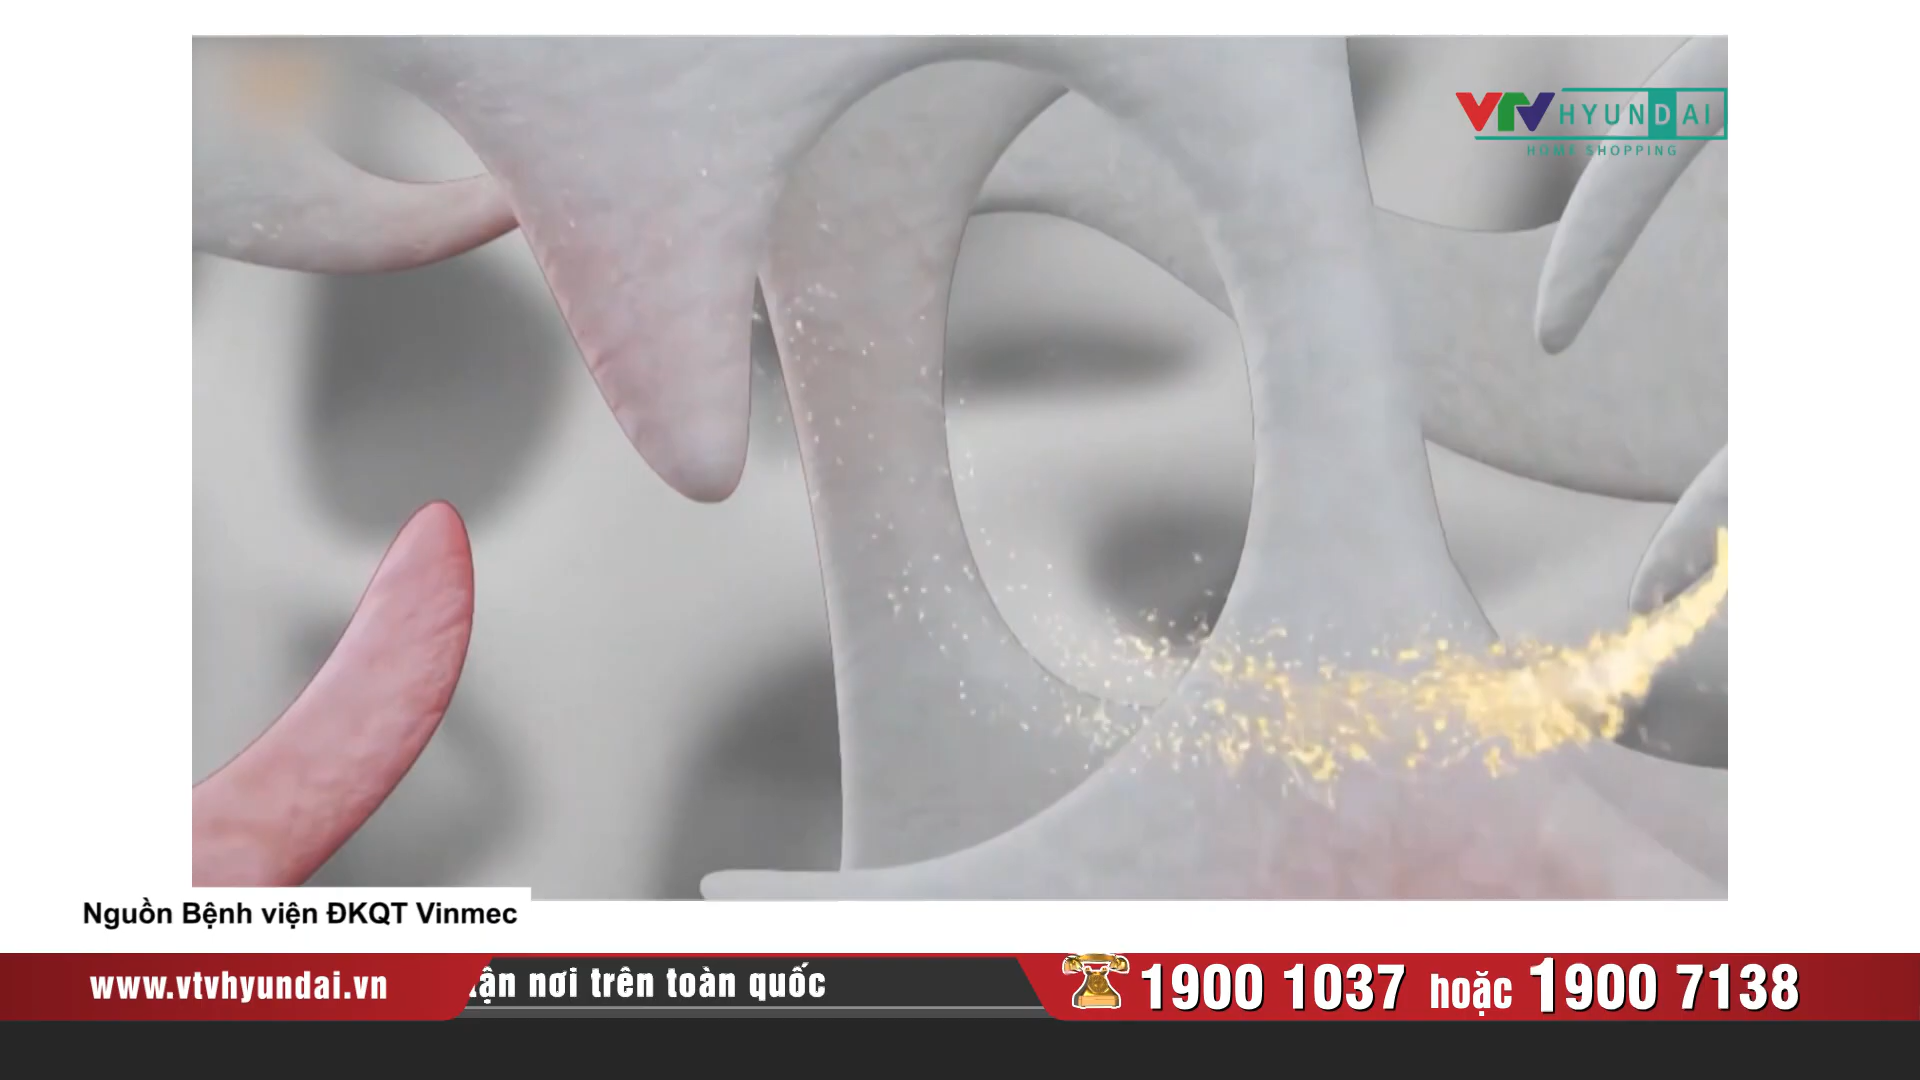 VTV HYUNDAI
HOME SHOPPING
Nguồn Bệnh viện ĐKQT Vinmec
www.vtvhyundai.vn
tận nơi trên toàn quốc
1900 1037 hoặc 1900 7138